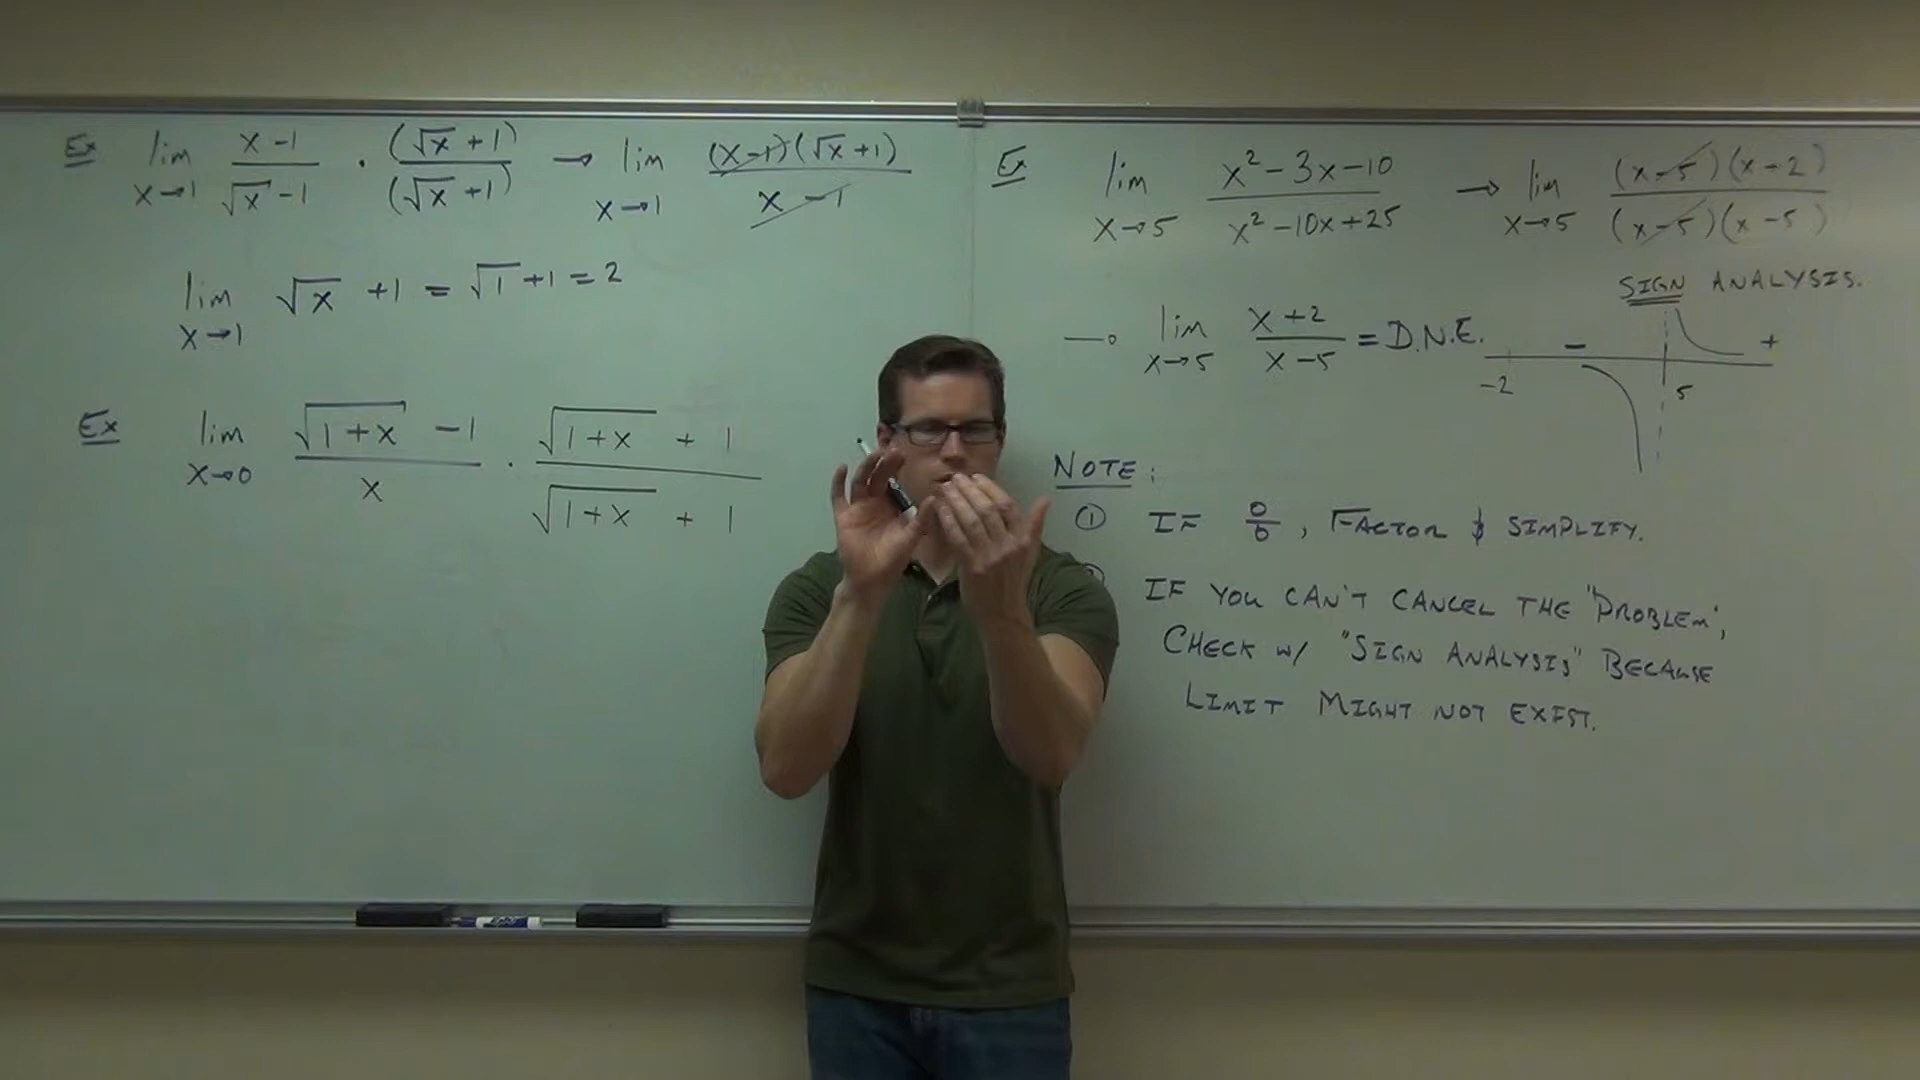 Ex lim x→1 (x-1)/(√x-1) · (√x+1)/(√x+1) → lim x→1 (x-1)(√x+1)/(x-1)
lim x→1 √x +1 = √1 +1 = 2
Ex lim x→0 (√(1+x) -1)/x · (√(1+x) + 1)/(√(1+x) + 1)
Ex lim x→5 (x²-3x-10)/(x²-10x+25) → lim x→5 (x-5)(x+2)/(x-5)(x-5)
SIGN ANALYSIS.
→ lim x→5 (x+2)/(x-5) = D.N.E.
- +
-2 5
NOTE:
① IF 0/0, FACTOR & SIMPLIFY.
IF YOU CAN'T CANCEL THE "PROBLEM",
CHECK w/ "SIGN ANALYSIS" BECAUSE
LIMIT MIGHT NOT EXIST.